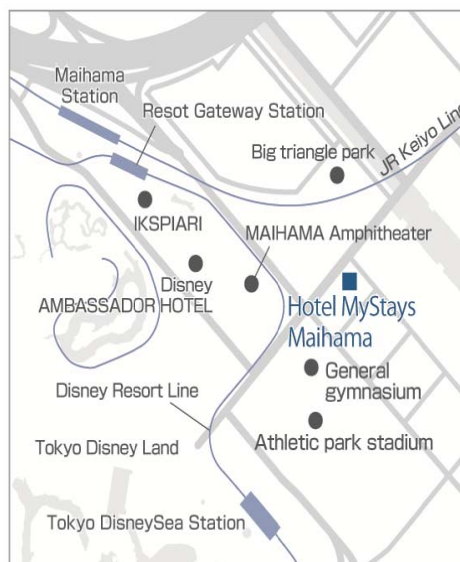 Maihama
Station
Resot Gateway Station
Big triangle park
JR Keiyo Line
IKSPIARI
MAIHAMA Amphitheater
Disney
AMBASSADOR HOTEL
Hotel MyStays
Maihama
General
gymnasium
Disney Resort Line
Athletic park stadium
Tokyo Disney Land
Tokyo DisneySea Station